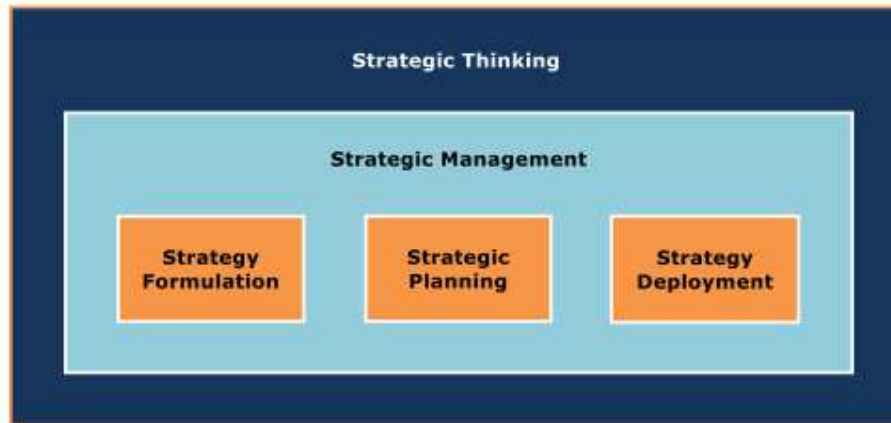 Strategic Thinking
Strategic Management
Strategy
Formulation
Strategic
Planning
Strategy
Deployment